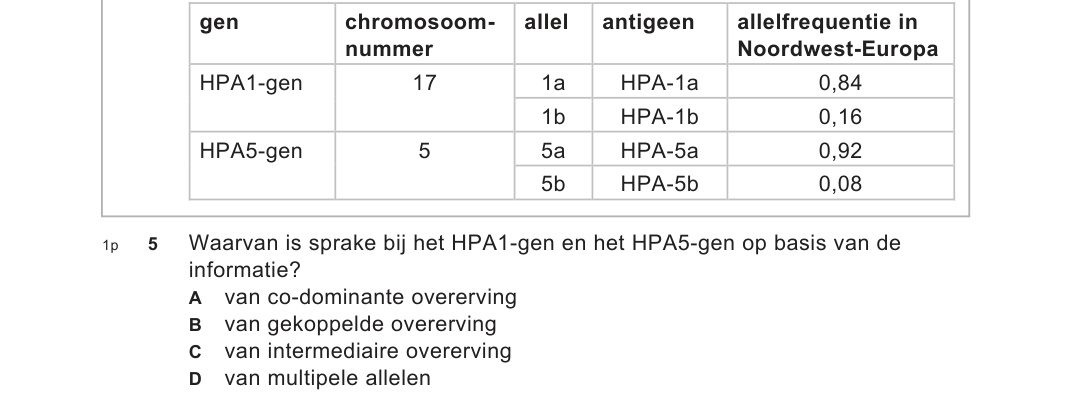 gen chromosoom-nummer allel antigeen allelfrequentie in Noordwest-Europa
HPA1-gen 17 1a HPA-1a 0,84
1b HPA-1b 0,16
HPA5-gen 5 5a HPA-5a 0,92
5b HPA-5b 0,08
1p 5 Waarvan is sprake bij het HPA1-gen en het HPA5-gen op basis van de
informatie?
A van co-dominante overerving
B van gekoppelde overerving
C van intermediaire overerving
D van multipele allelen